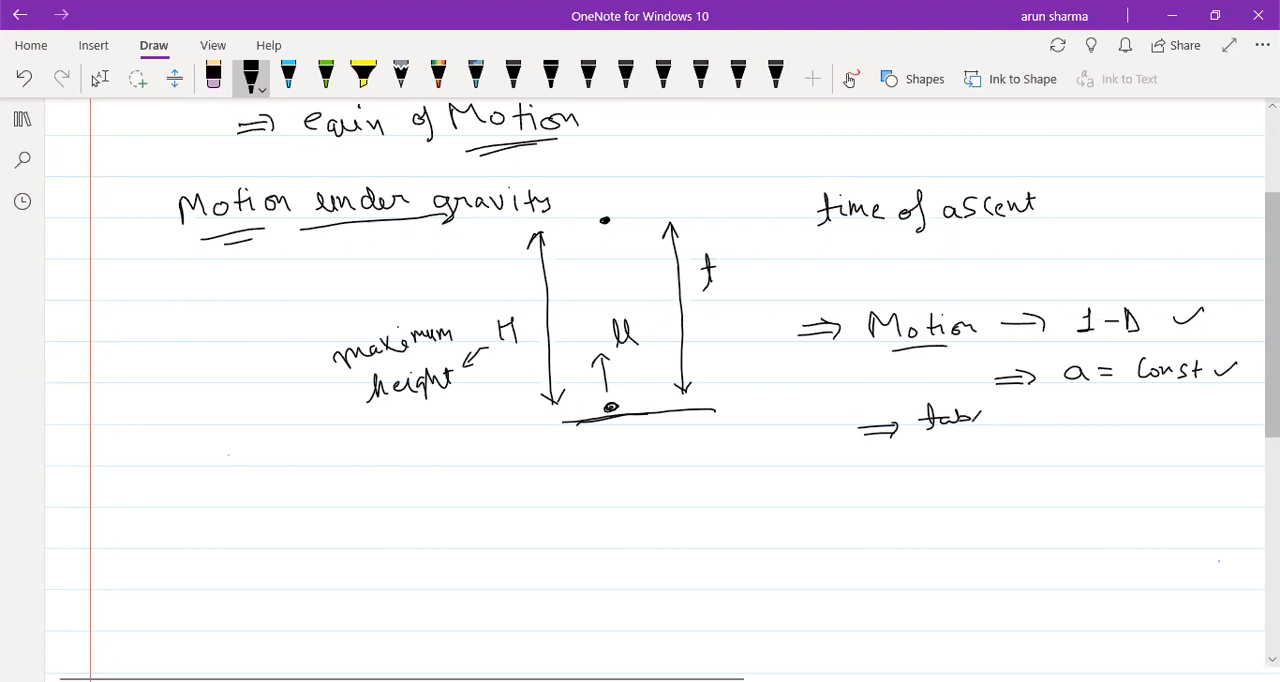 OneNote for Windows 10
arun sharma
Home Insert Draw View Help
Share
Shapes Ink to Shape Ink to Text
⇒ eqn of Motion
Motion under gravity
time of ascent
t
maximum height
H
u
⇒ Motion → 1-D ✓
⇒ a = Const ✓
⇒